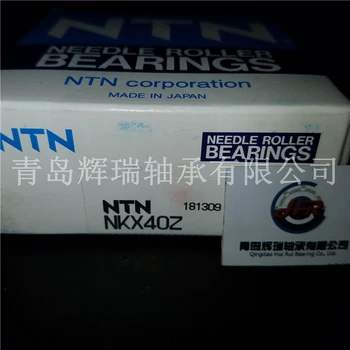 NTN
NEEDLE ROLLER
BEARINGS
NTN corporation
MADE IN JAPAN
NTN
NEEDLE ROLLER
BEARINGS
青岛辉瑞轴承有限公司
NTN 181309
NKX40Z
青岛辉瑞轴承有限公司
Qingdao Hui Rui Bearing Co., Ltd.